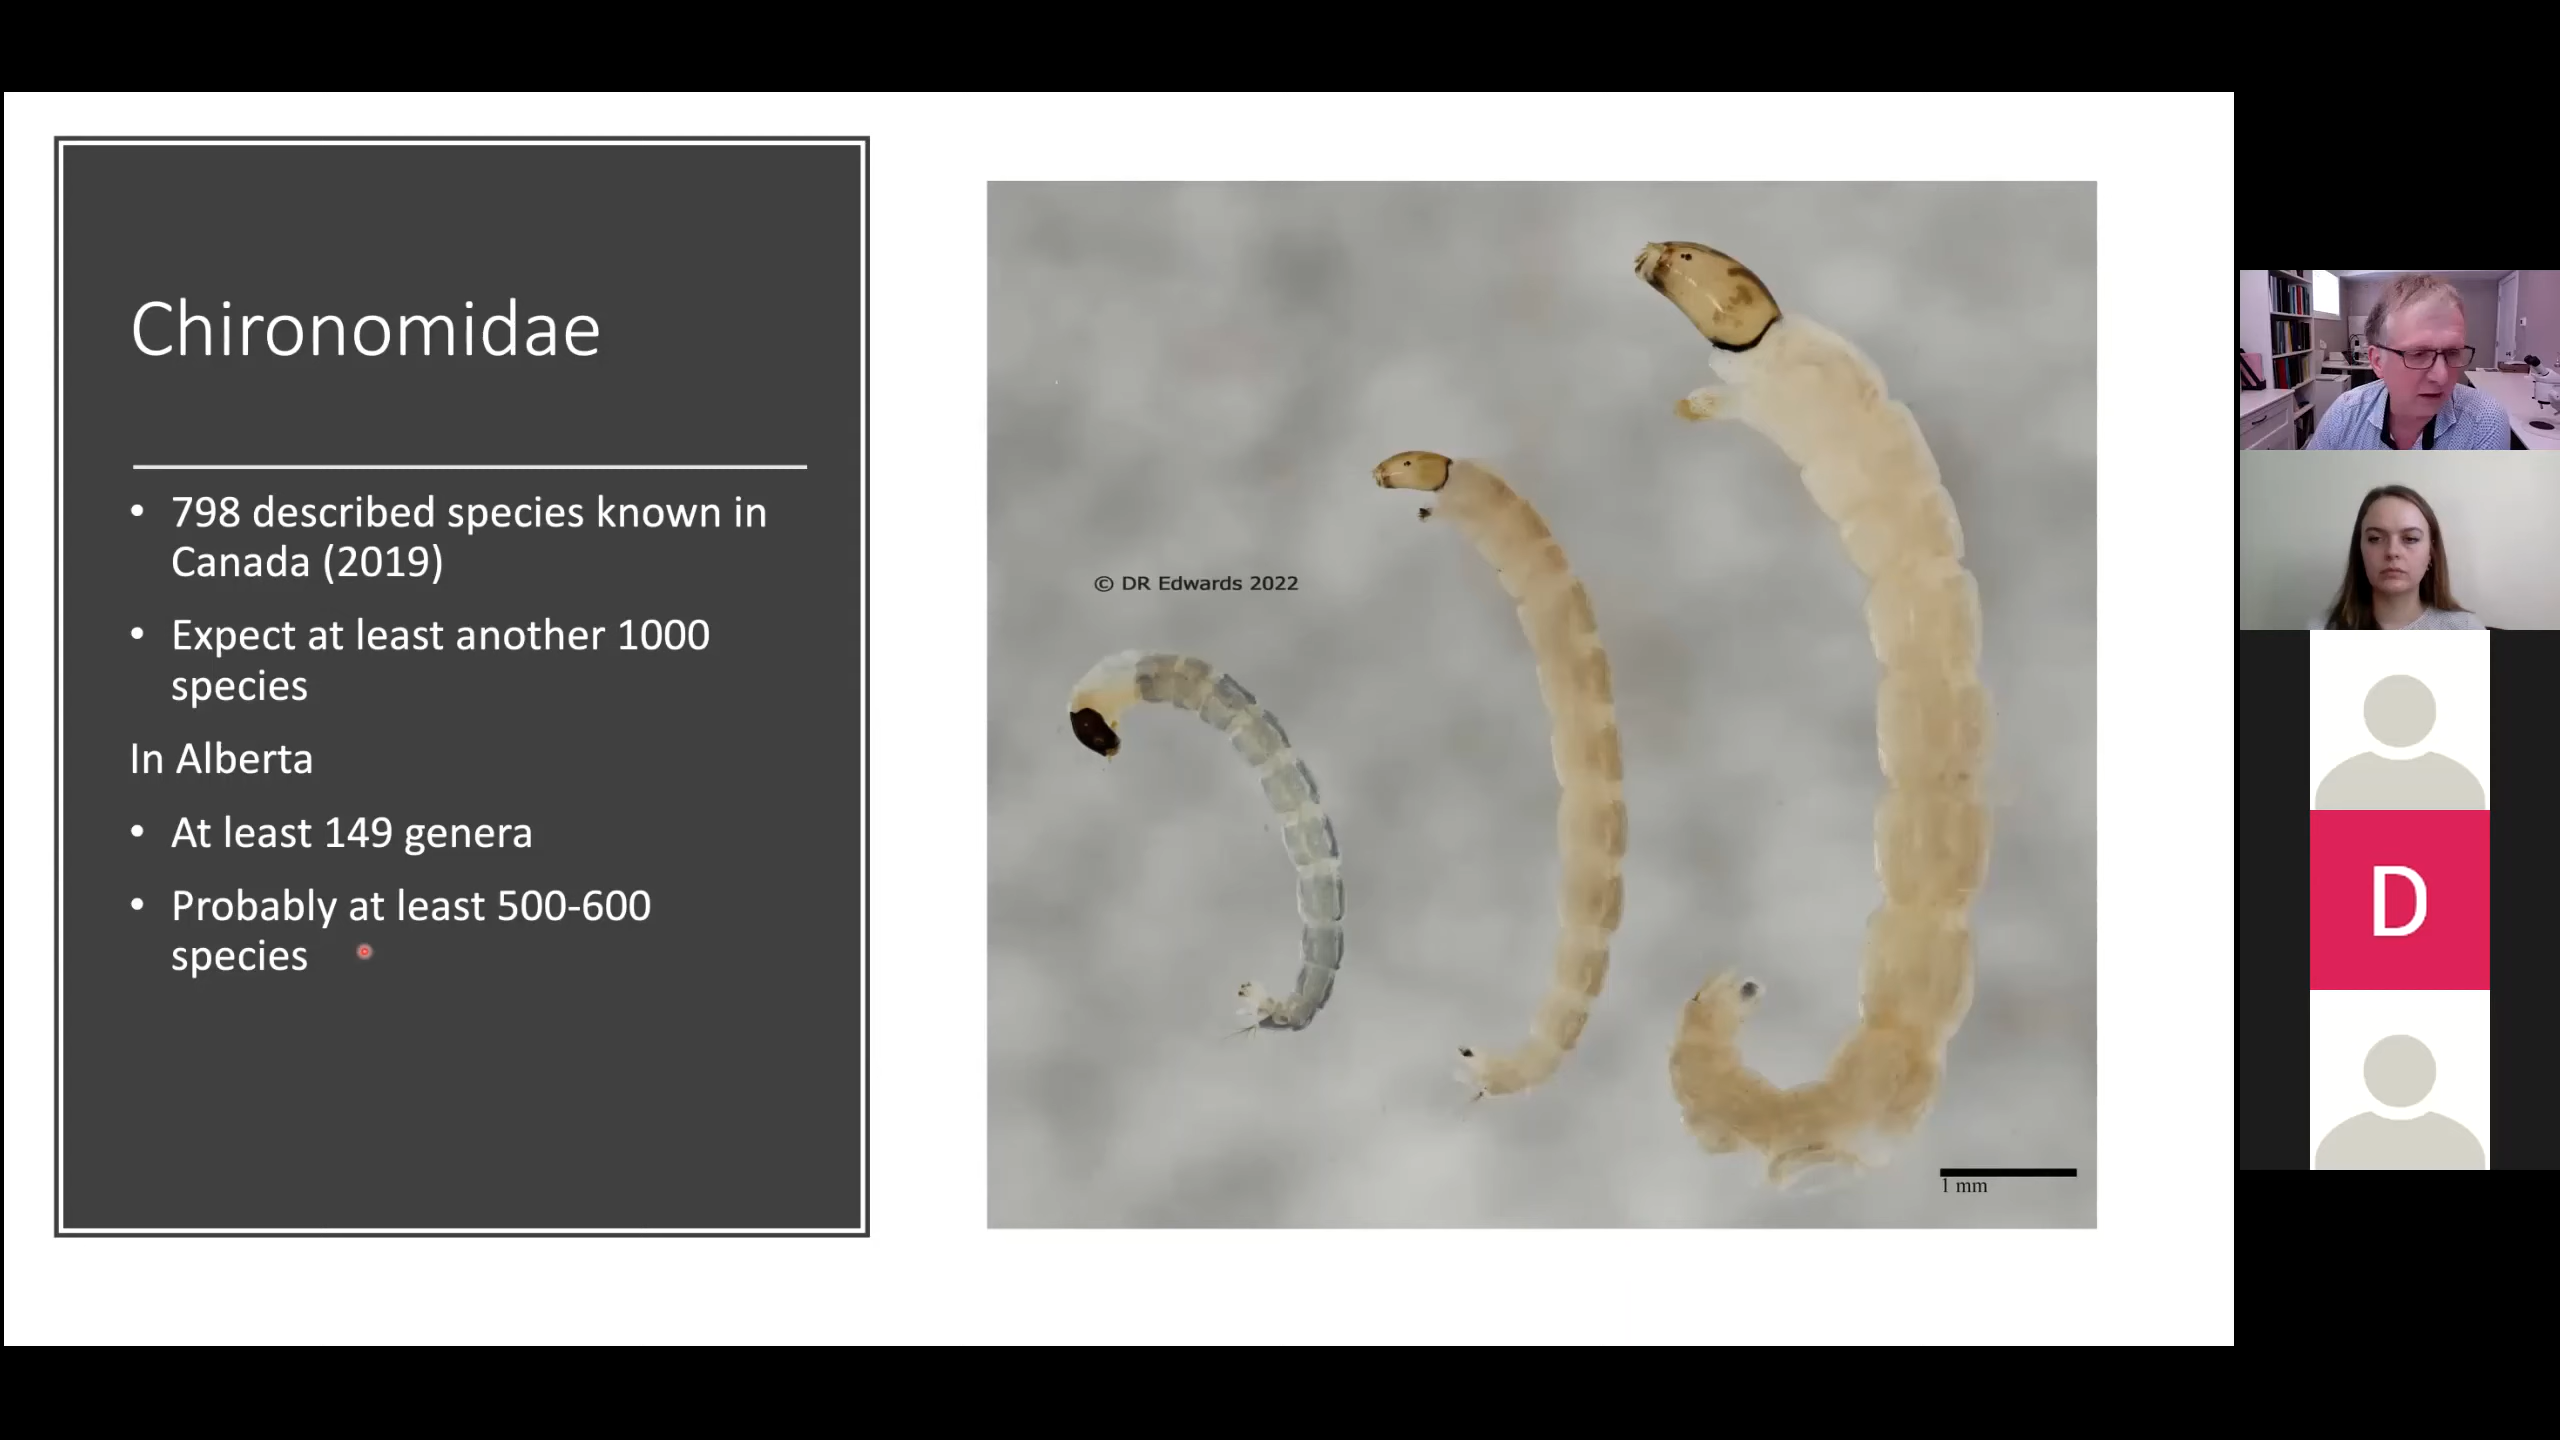 Chironomidae
• 798 described species known in
Canada (2019)
• Expect at least another 1000
species
In Alberta
• At least 149 genera
• Probably at least 500-600
species
© DR Edwards 2022
1 mm
D